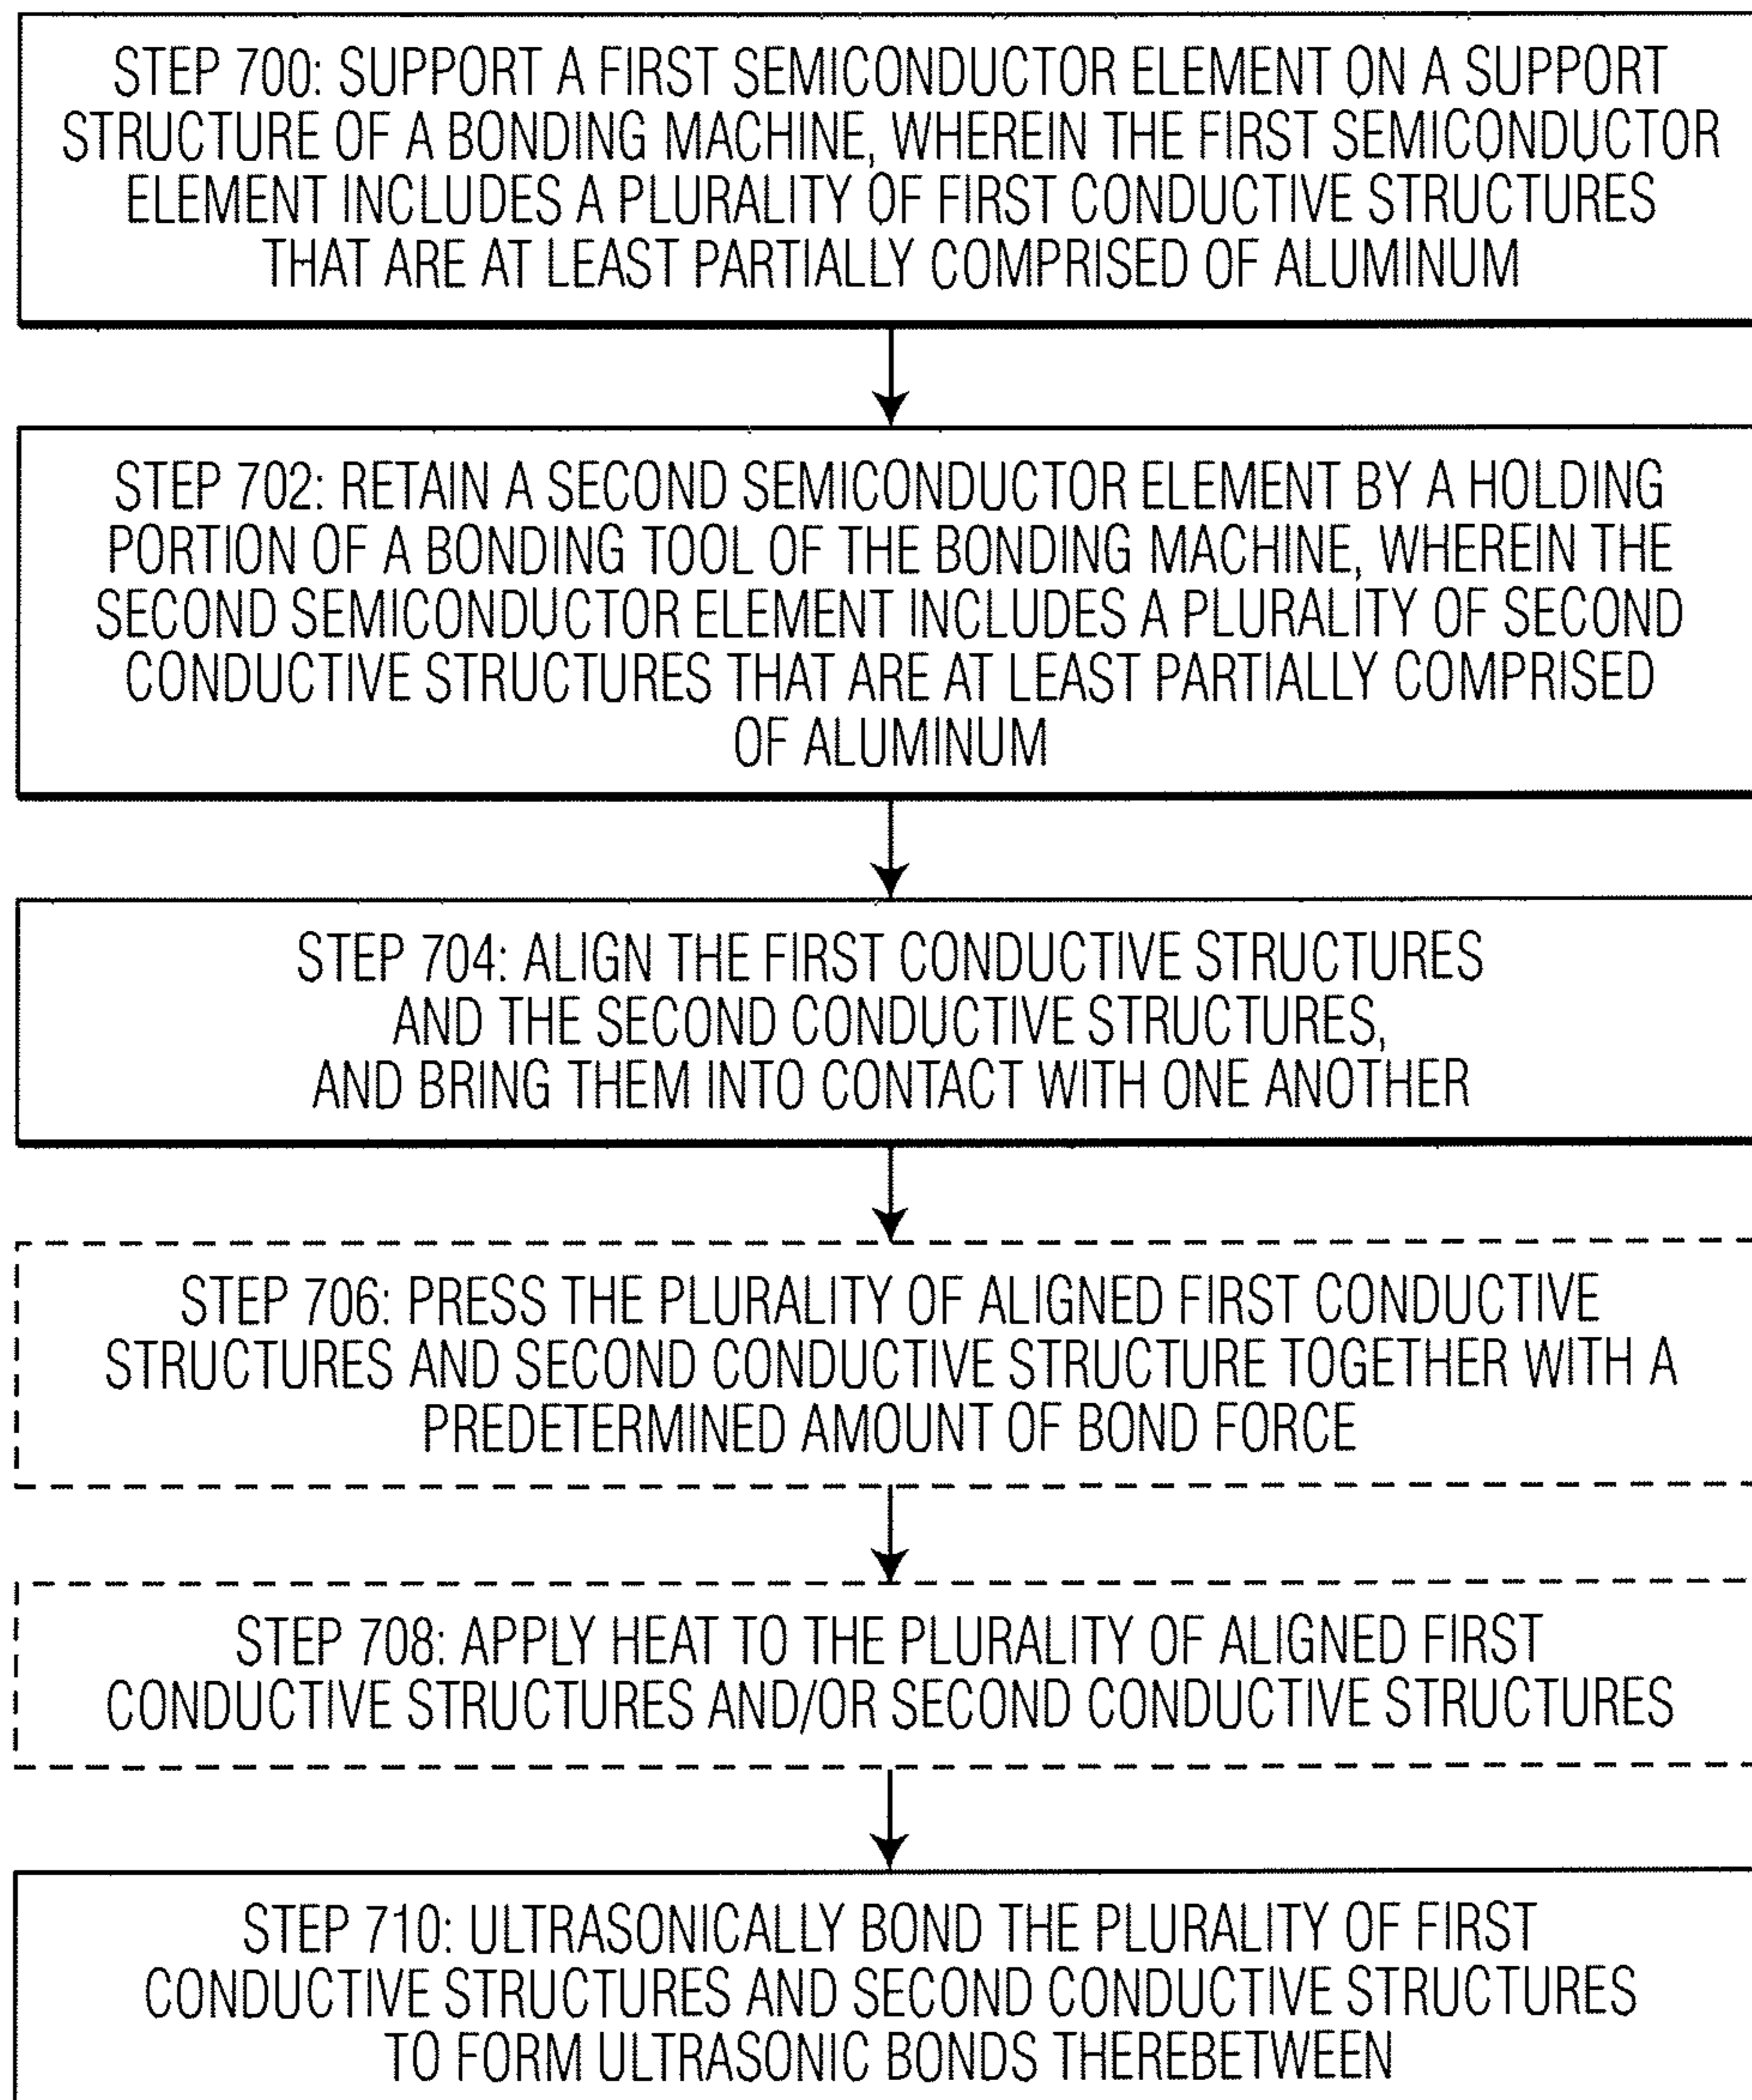 STEP 700: SUPPORT A FIRST SEMICONDUCTOR ELEMENT ON A SUPPORT
STRUCTURE OF A BONDING MACHINE, WHEREIN THE FIRST SEMICONDUCTOR
ELEMENT INCLUDES A PLURALITY OF FIRST CONDUCTIVE STRUCTURES
THAT ARE AT LEAST PARTIALLY COMPRISED OF ALUMINUM
STEP 702: RETAIN A SECOND SEMICONDUCTOR ELEMENT BY A HOLDING
PORTION OF A BONDING TOOL OF THE BONDING MACHINE, WHEREIN THE
SECOND SEMICONDUCTOR ELEMENT INCLUDES A PLURALITY OF SECOND
CONDUCTIVE STRUCTURES THAT ARE AT LEAST PARTIALLY COMPRISED
OF ALUMINUM
STEP 704: ALIGN THE FIRST CONDUCTIVE STRUCTURES
AND THE SECOND CONDUCTIVE STRUCTURES,
AND BRING THEM INTO CONTACT WITH ONE ANOTHER
STEP 706: PRESS THE PLURALITY OF ALIGNED FIRST CONDUCTIVE
STRUCTURES AND SECOND CONDUCTIVE STRUCTURE TOGETHER WITH A
PREDETERMINED AMOUNT OF BOND FORCE
STEP 708: APPLY HEAT TO THE PLURALITY OF ALIGNED FIRST
CONDUCTIVE STRUCTURES AND/OR SECOND CONDUCTIVE STRUCTURES
STEP 710: ULTRASONICALLY BOND THE PLURALITY OF FIRST
CONDUCTIVE STRUCTURES AND SECOND CONDUCTIVE STRUCTURES
TO FORM ULTRASONIC BONDS THEREBETWEEN